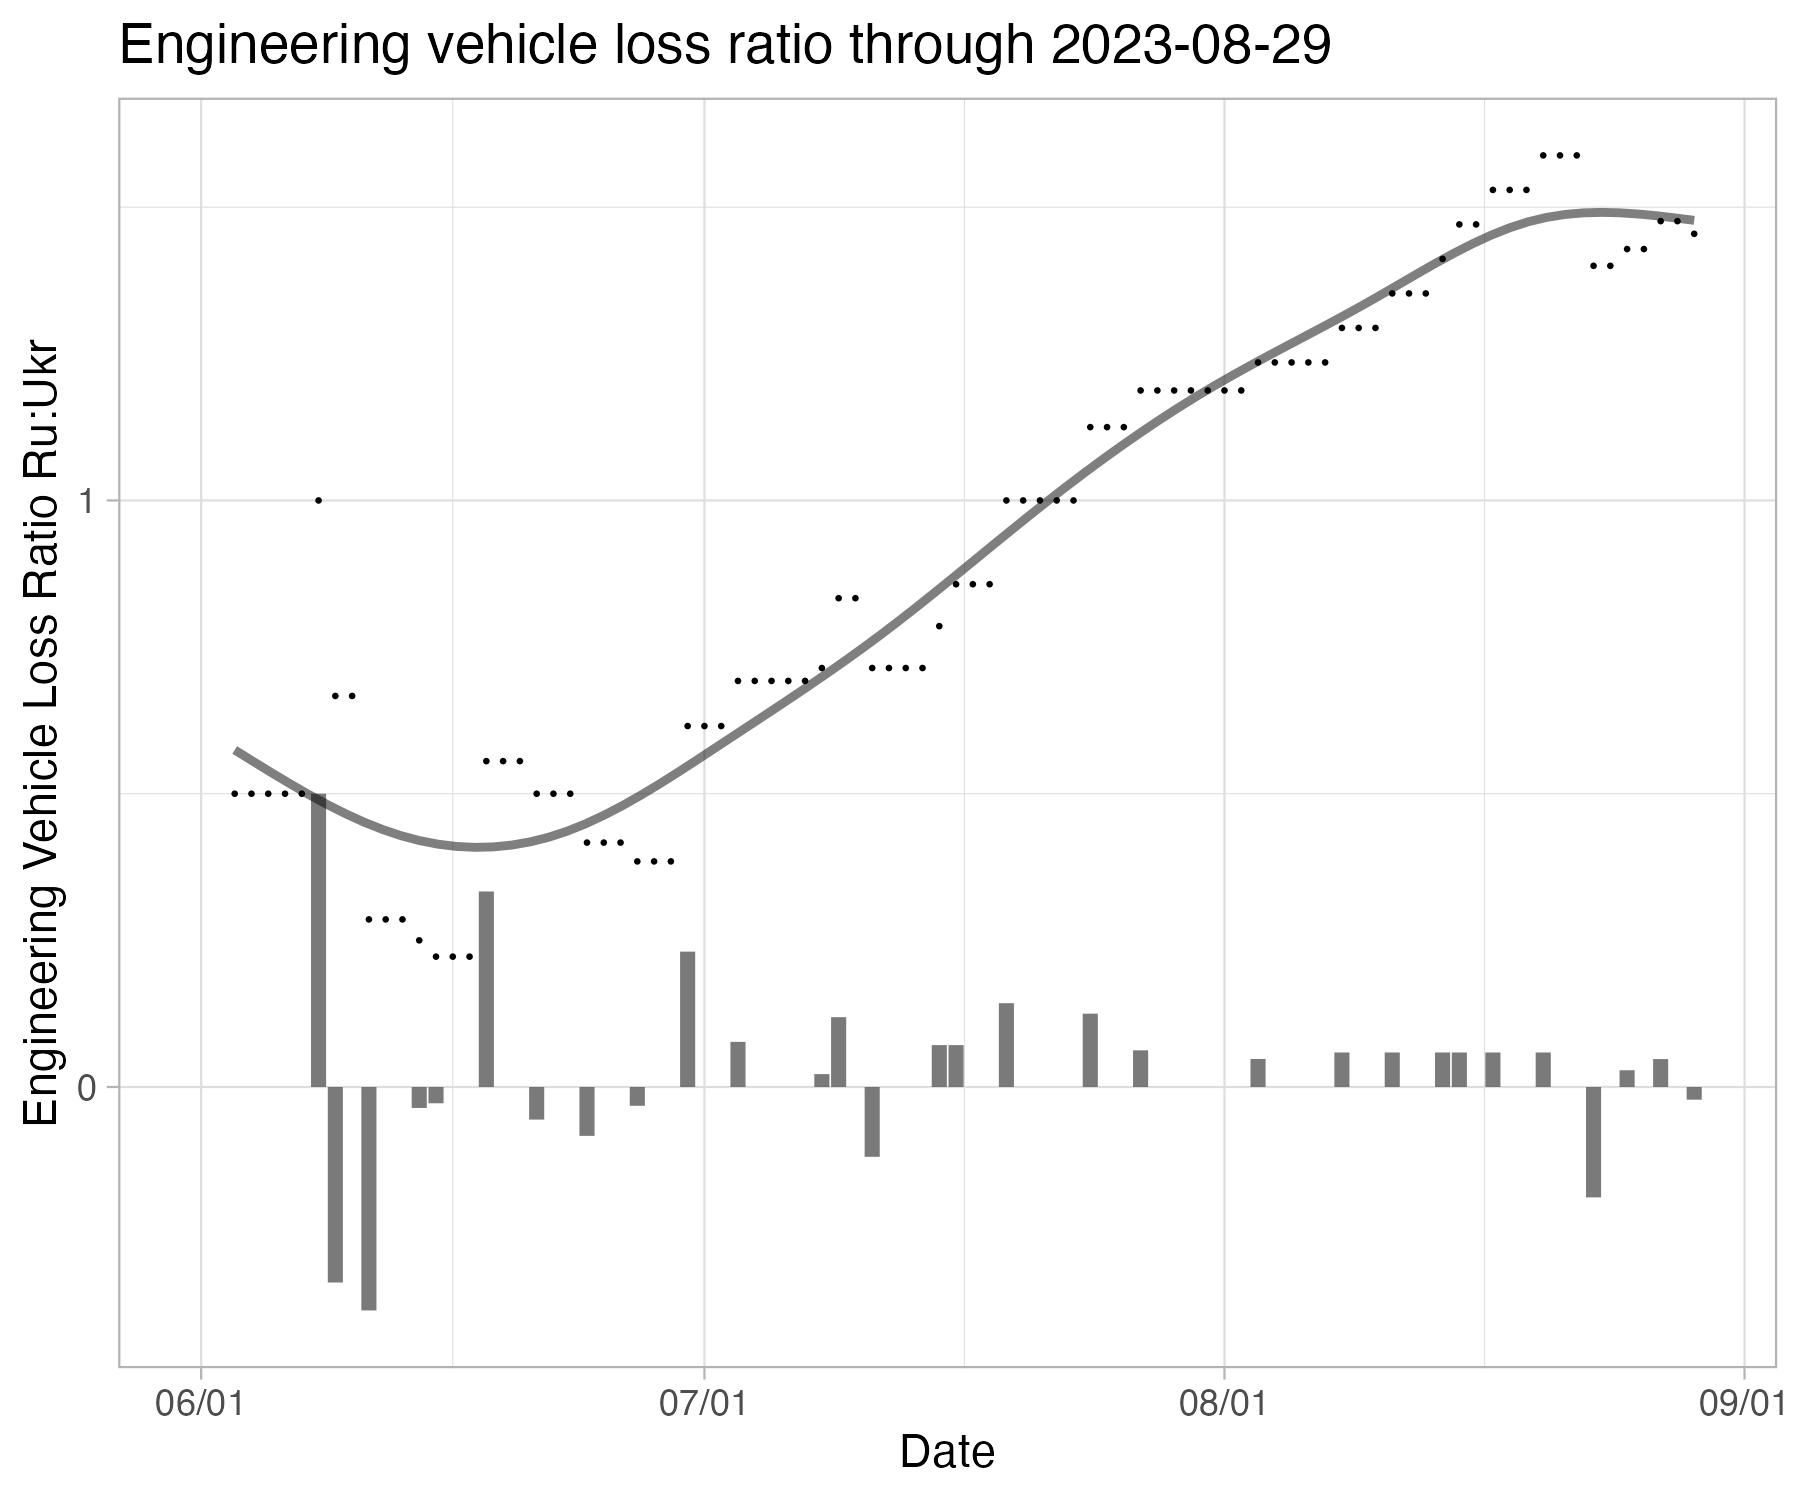 Engineering vehicle loss ratio through 2023-08-29
Engineering Vehicle Loss Ratio Ru:Ukr
1
0
06/01
07/01
08/01
09/01
Date